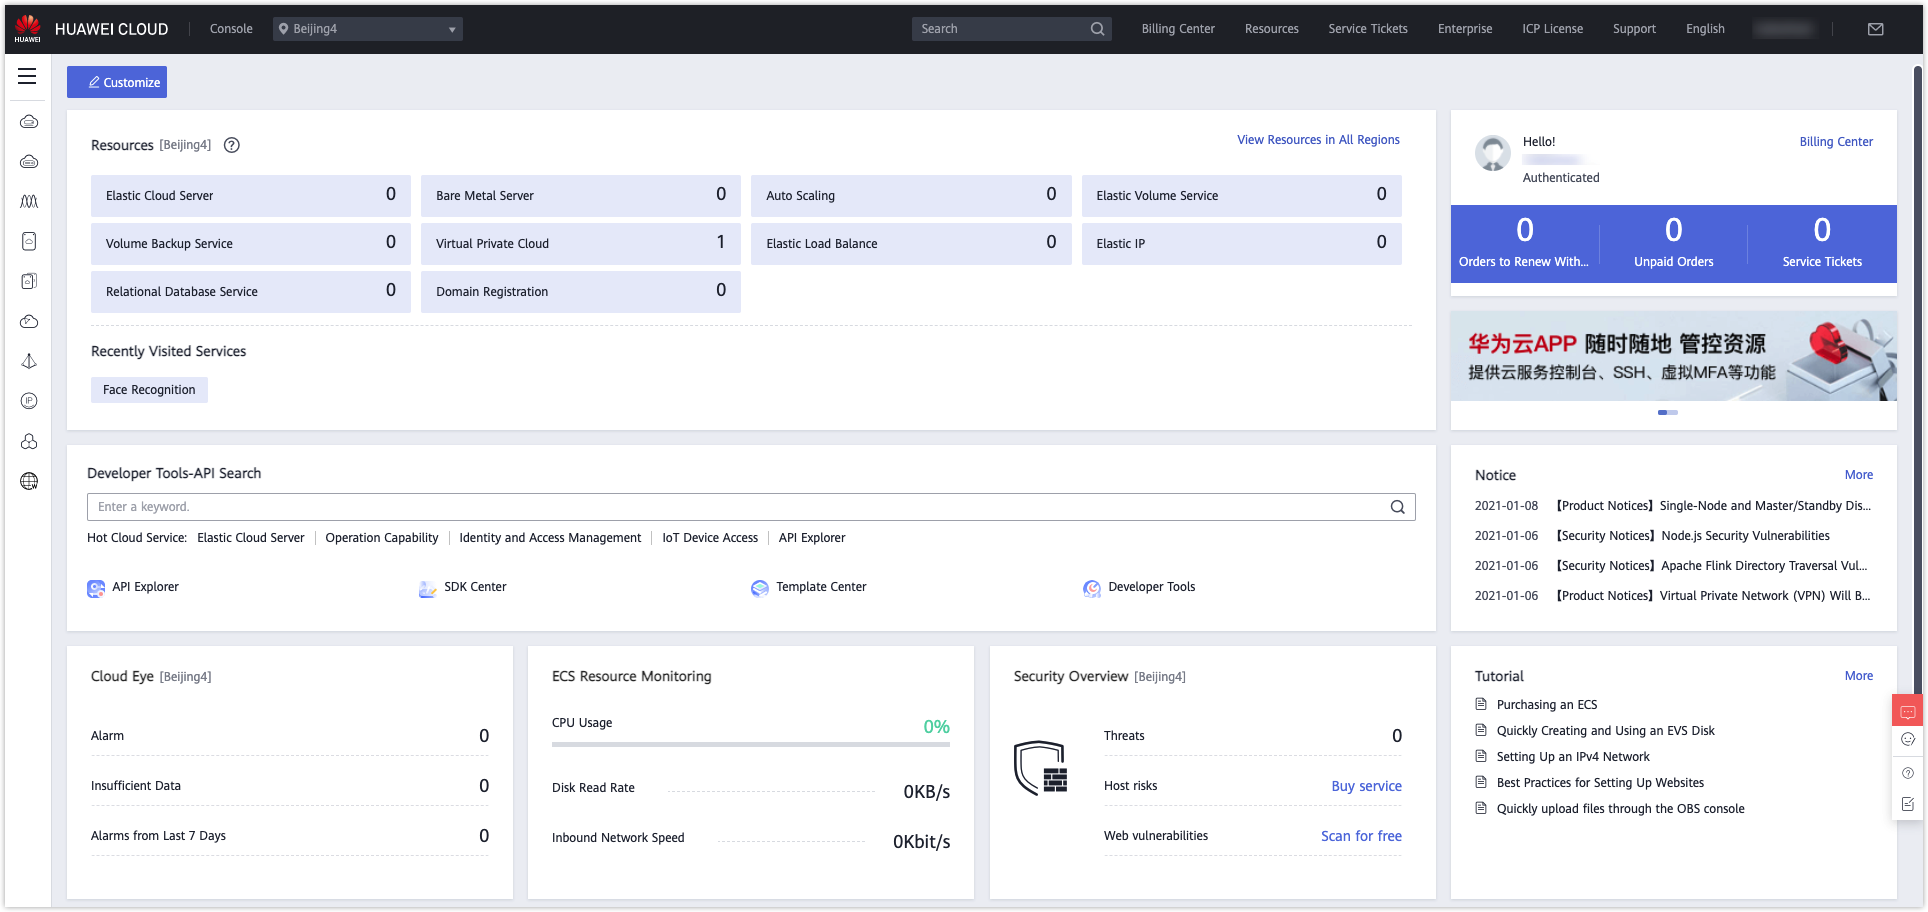 HUAWEI
HUAWEI CLOUD
Console
Beijing4
Search
Billing Center
Resources
Service Tickets
Enterprise
ICP License
Support
English
Customize
Resources [Beijing4] ?
View Resources in All Regions
Elastic Cloud Server 0
Bare Metal Server 0
Auto Scaling 0
Elastic Volume Service 0
Volume Backup Service 0
Virtual Private Cloud 1
Elastic Load Balance 0
Elastic IP 0
Relational Database Service 0
Domain Registration 0
Recently Visited Services
Face Recognition
Hello!
Billing Center
Authenticated
0 0 0
Orders to Renew With... Unpaid Orders Service Tickets
华为云APP 随时随地 管控资源
提供云服务控制台、SSH、虚拟MFA等功能
IP
Developer Tools-API Search
Enter a keyword.
Hot Cloud Service: Elastic Cloud Server Operation Capability Identity and Access Management IoT Device Access API Explorer
API Explorer
SDK Center
Template Center
Developer Tools
Notice
More
2021-01-08 【Product Notices】Single-Node and Master/Standby Dis...
2021-01-06 【Security Notices】Node.js Security Vulnerabilities
2021-01-06 【Security Notices】Apache Flink Directory Traversal Vul...
2021-01-06 【Product Notices】Virtual Private Network (VPN) Will B...
Cloud Eye [Beijing4]
Alarm 0
Insufficient Data 0
Alarms from Last 7 Days 0
ECS Resource Monitoring
CPU Usage 0%
Disk Read Rate 0KB/s
Inbound Network Speed 0Kbit/s
Security Overview [Beijing4]
Threats 0
Host risks Buy service
Web vulnerabilities Scan for free
Tutorial
More
Purchasing an ECS
Quickly Creating and Using an EVS Disk
Setting Up an IPv4 Network
Best Practices for Setting Up Websites
Quickly upload files through the OBS console